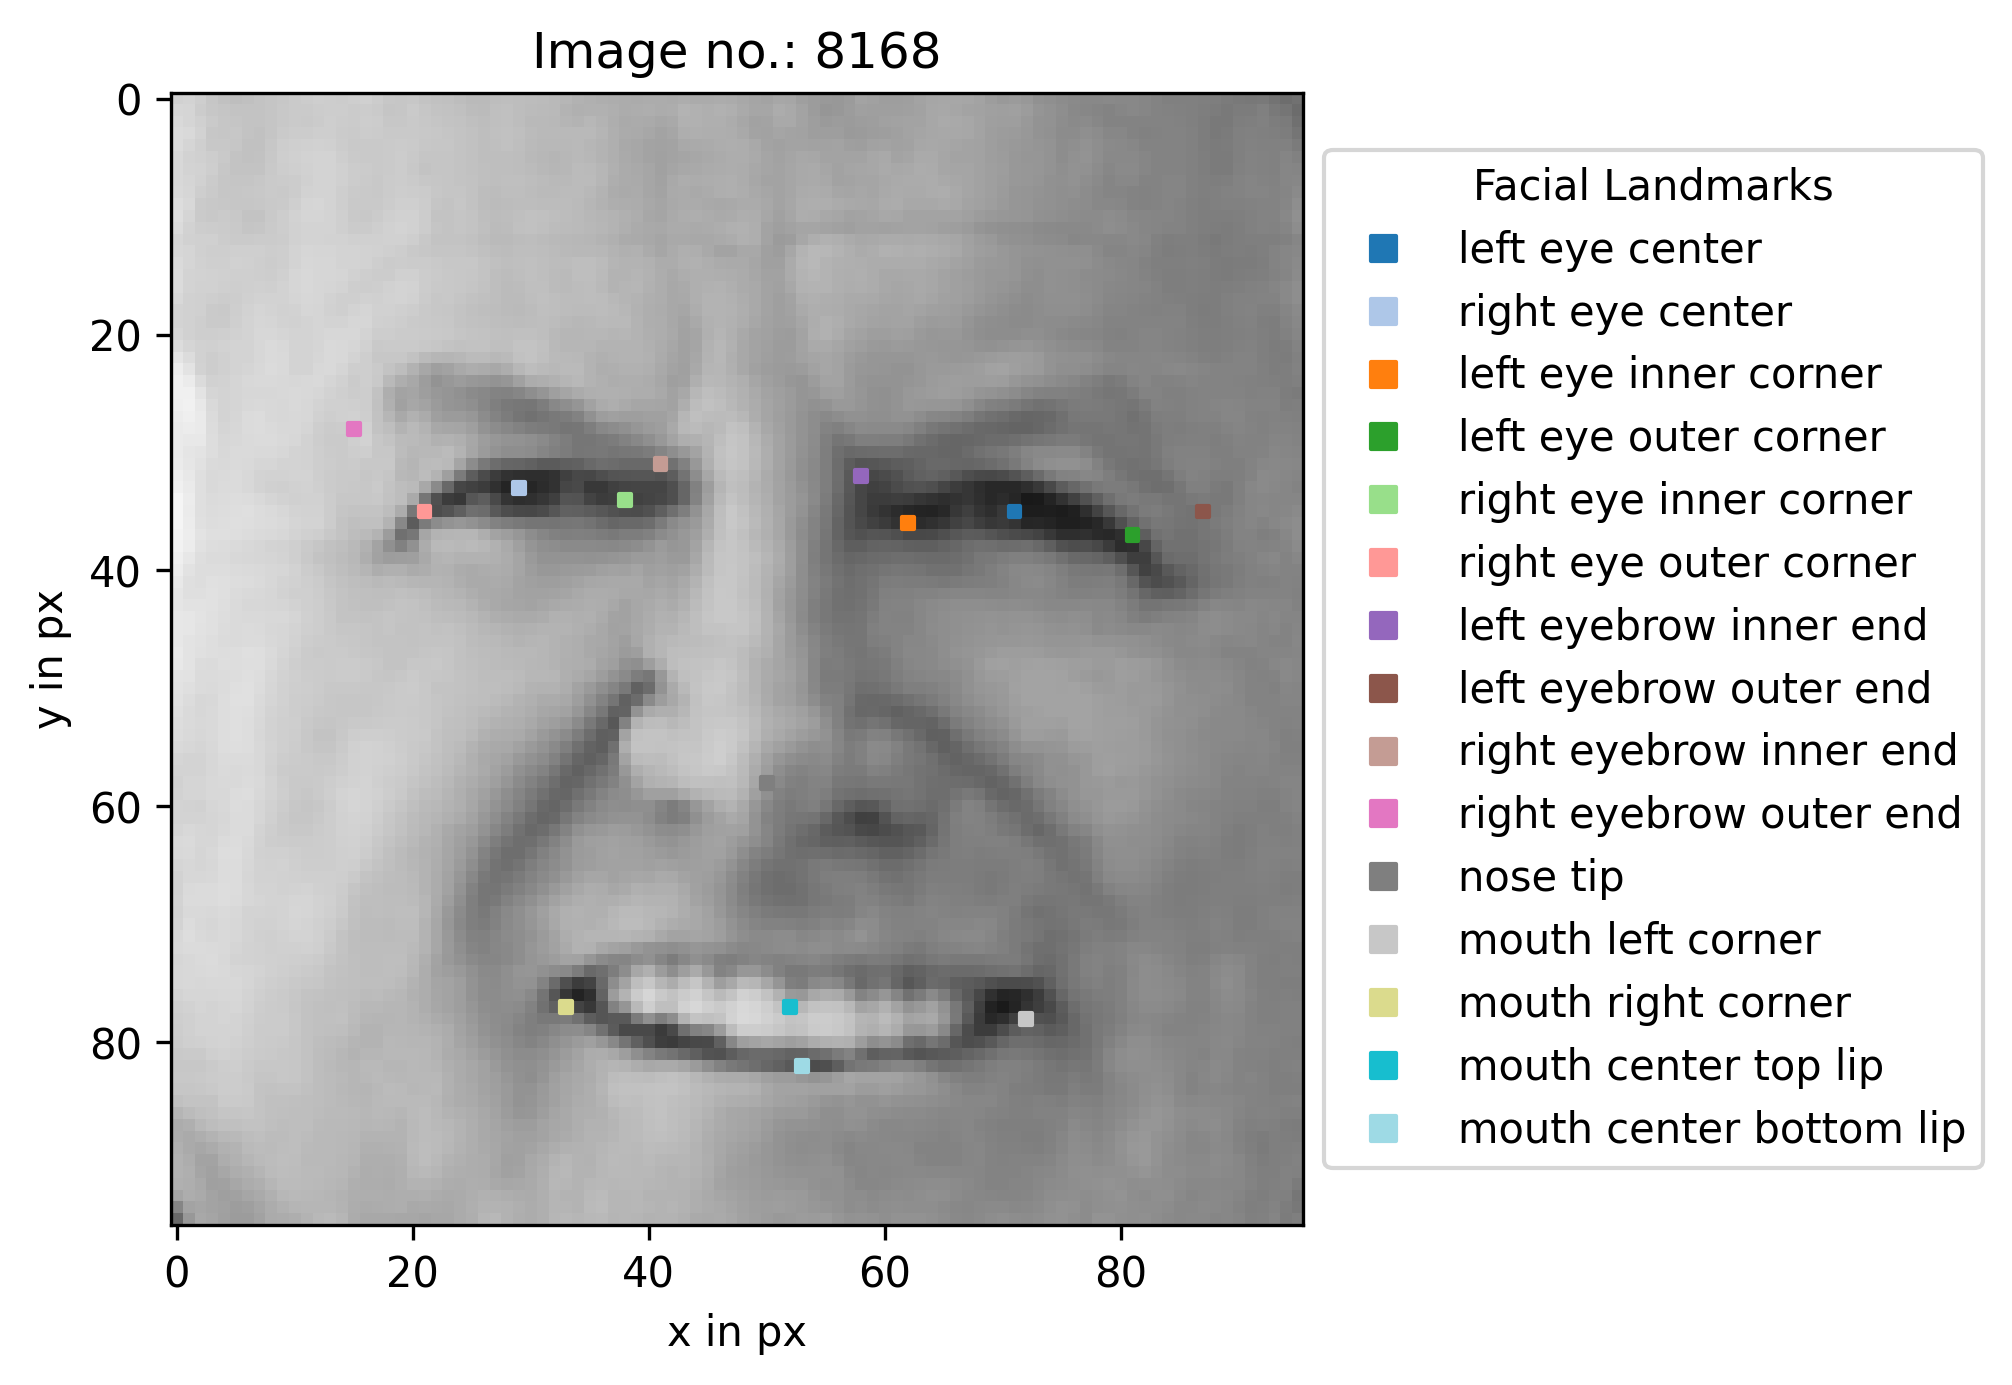 Image no.: 8168
0
20
40
60
80
y in px
0 20 40 60 80
x in px
Facial Landmarks
left eye center
right eye center
left eye inner corner
left eye outer corner
right eye inner corner
right eye outer corner
left eyebrow inner end
left eyebrow outer end
right eyebrow inner end
right eyebrow outer end
nose tip
mouth left corner
mouth right corner
mouth center top lip
mouth center bottom lip